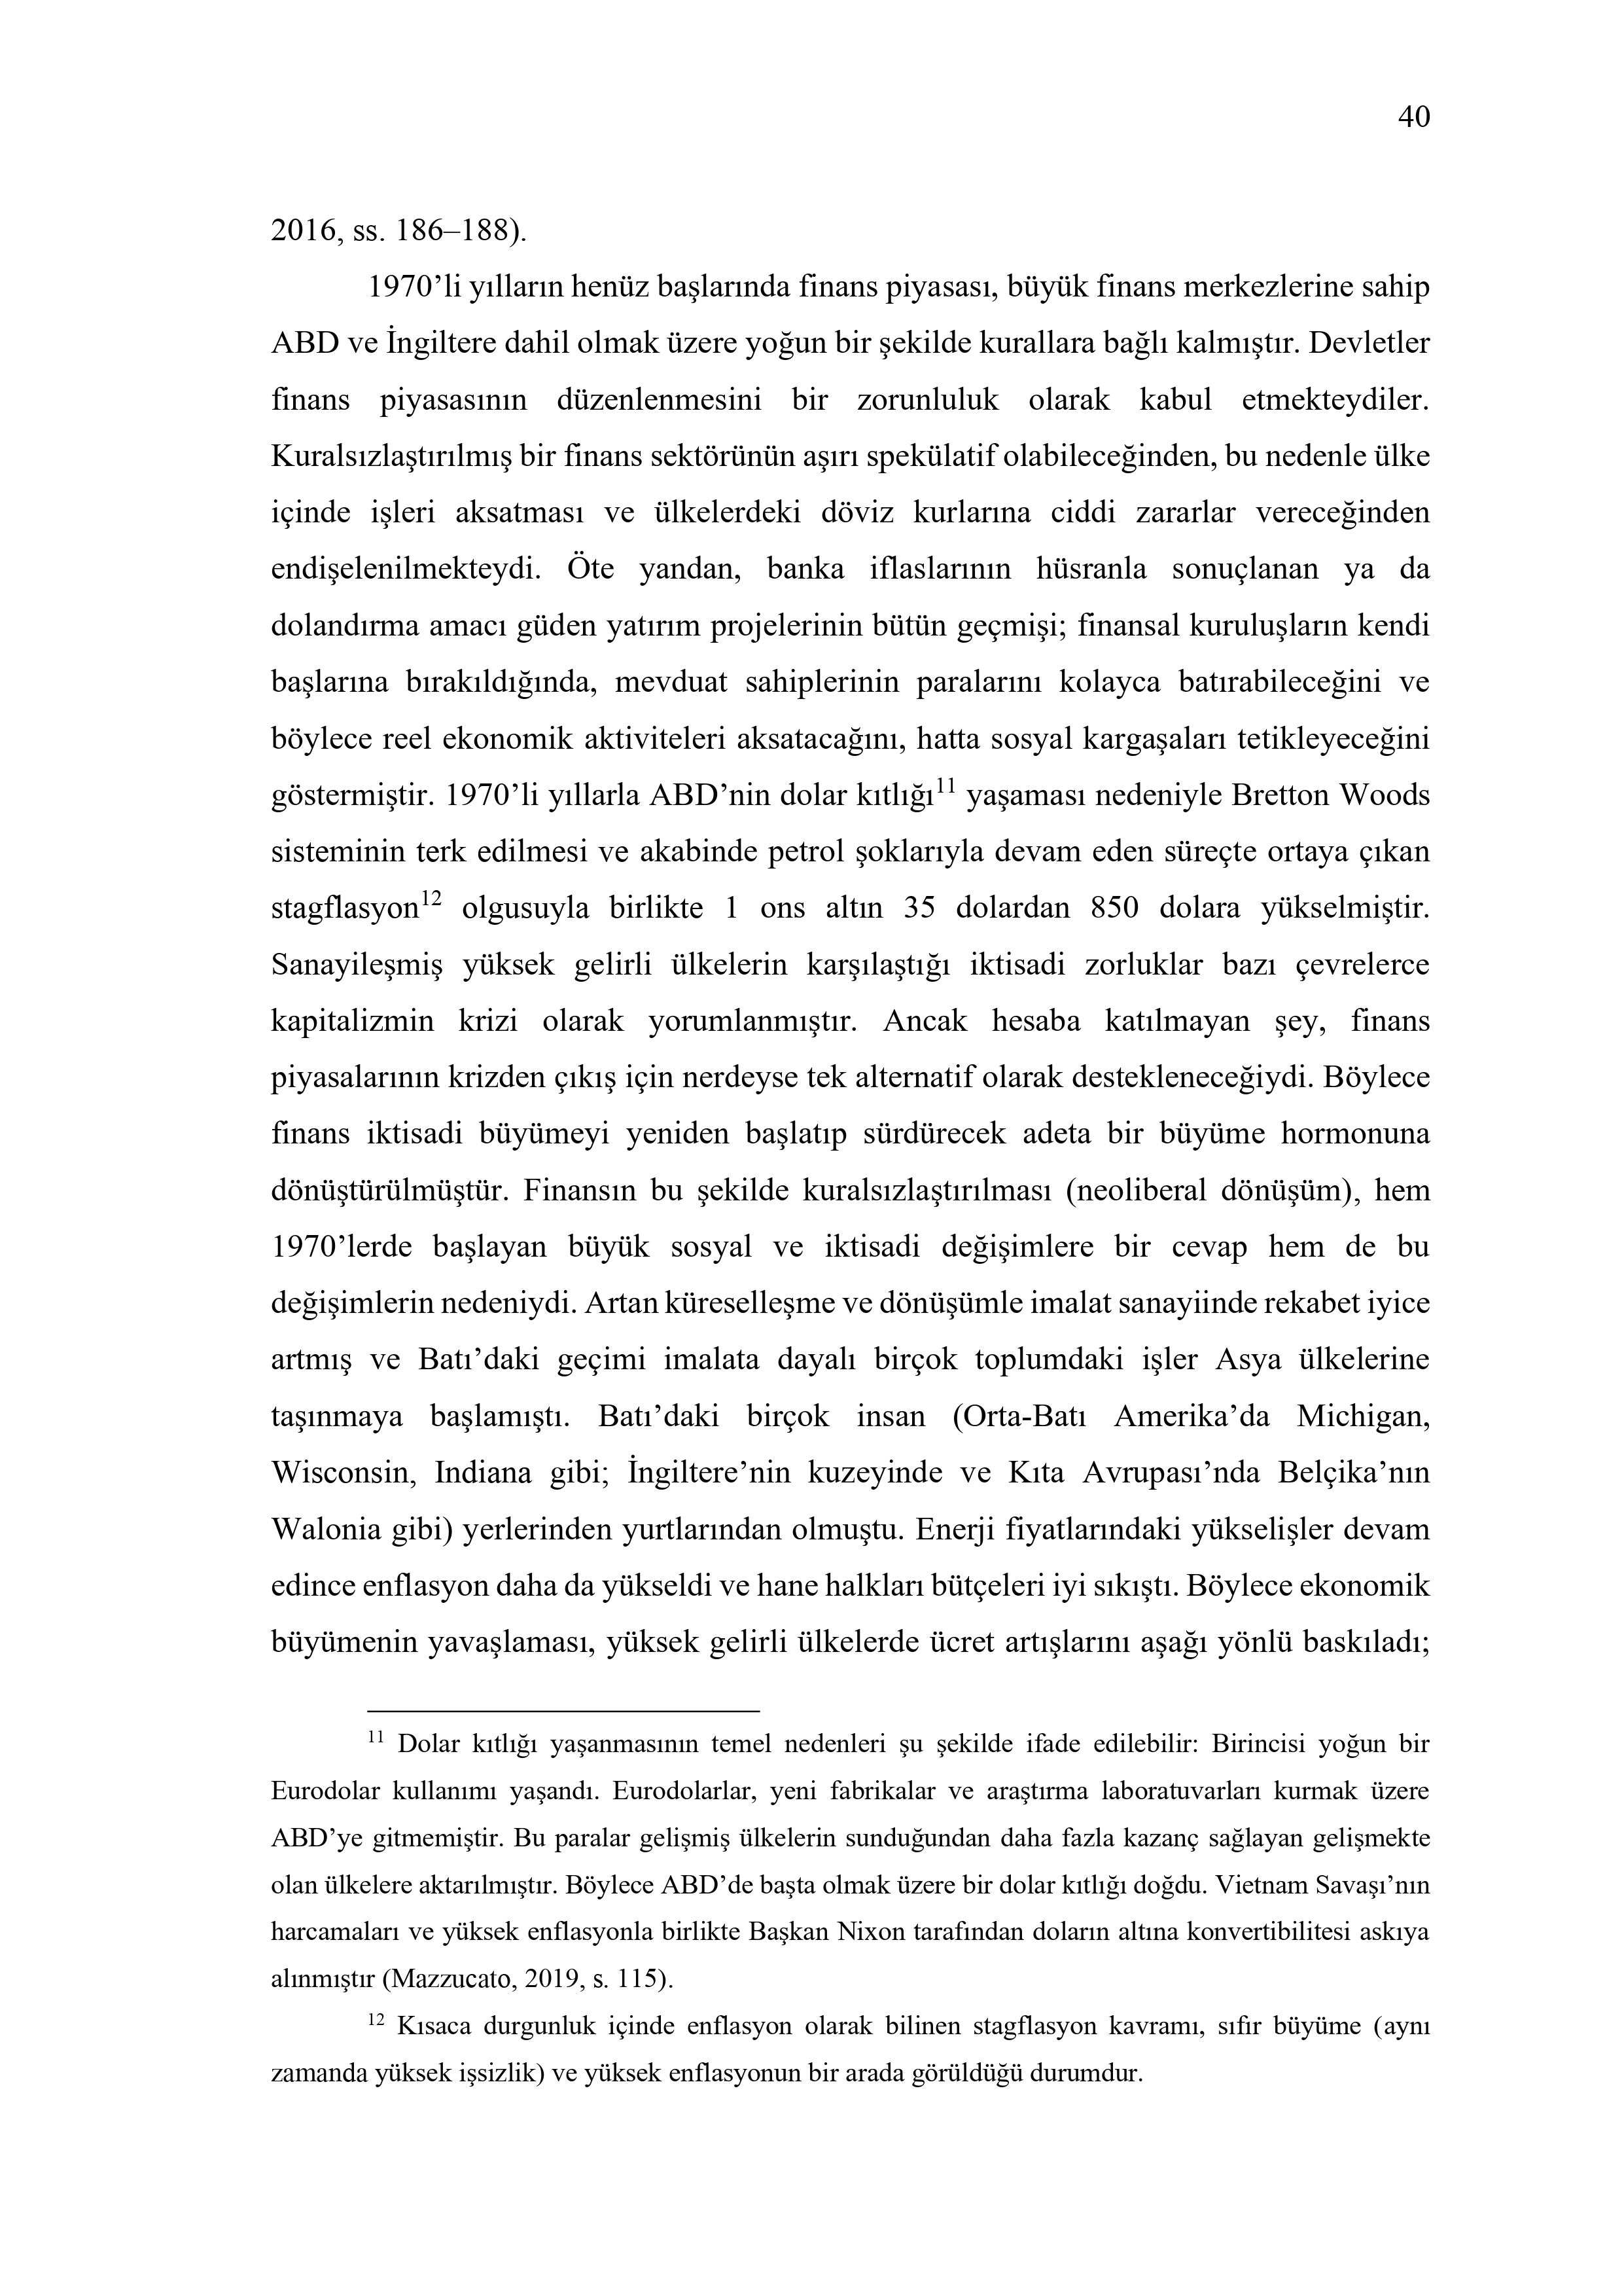 40
2016, ss. 186–188).
1970’li yılların henüz başlarında finans piyasası, büyük finans merkezlerine sahip
ABD ve İngiltere dahil olmak üzere yoğun bir şekilde kurallara bağlı kalmıştır. Devletler
finans piyasasının düzenlenmesini bir zorunluluk olarak kabul etmekteydiler.
Kuralsızlaştırılmış bir finans sektörünün aşırı spekülatif olabileceğinden, bu nedenle ülke
içinde işleri aksatması ve ülkelerdeki döviz kurlarına ciddi zararlar vereceğinden
endişelenilmekteydi. Öte yandan, banka iflaslarının hüsranla sonuçlanan ya da
dolandırma amacı güden yatırım projelerinin bütün geçmişi; finansal kuruluşların kendi
başlarına bırakıldığında, mevduat sahiplerinin paralarını kolayca batırabileceğini ve
böylece reel ekonomik aktiviteleri aksatacağını, hatta sosyal kargaşaları tetikleyeceğini
göstermiştir. 1970’li yıllarla ABD’nin dolar kıtlığı11 yaşaması nedeniyle Bretton Woods
sisteminin terk edilmesi ve akabinde petrol şoklarıyla devam eden süreçte ortaya çıkan
stagflasyon12 olgusuyla birlikte 1 ons altın 35 dolardan 850 dolara yükselmiştir.
Sanayileşmiş yüksek gelirli ülkelerin karşılaştığı iktisadi zorluklar bazı çevrelerce
kapitalizmin krizi olarak yorumlanmıştır. Ancak hesaba katılmayan şey, finans
piyasalarının krizden çıkış için nerdeyse tek alternatif olarak destekleneceğiydi. Böylece
finans iktisadi büyümeyi yeniden başlatıp sürdürecek adeta bir büyüme hormonuna
dönüştürülmüştür. Finansın bu şekilde kuralsızlaştırılması (neoliberal dönüşüm), hem
1970’lerde başlayan büyük sosyal ve iktisadi değişimlere bir cevap hem de bu
değişimlerin nedeniydi. Artan küreselleşme ve dönüşümle imalat sanayiinde rekabet iyice
artmış ve Batı’daki geçimi imalata dayalı birçok toplumdaki işler Asya ülkelerine
taşınmaya başlamıştı. Batı’daki birçok insan (Orta-Batı Amerika’da Michigan,
Wisconsin, Indiana gibi; İngiltere’nin kuzeyinde ve Kıta Avrupası’nda Belçika’nın
Walonia gibi) yerlerinden yurtlarından olmuştu. Enerji fiyatlarındaki yükselişler devam
edince enflasyon daha da yükseldi ve hane halkları bütçeleri iyi sıkıştı. Böylece ekonomik
büyümenin yavaşlaması, yüksek gelirli ülkelerde ücret artışlarını aşağı yönlü baskıladı;
11 Dolar kıtlığı yaşanmasının temel nedenleri şu şekilde ifade edilebilir: Birincisi yoğun bir
Eurodolar kullanımı yaşandı. Eurodolarlar, yeni fabrikalar ve araştırma laboratuvarları kurmak üzere
ABD’ye gitmemiştir. Bu paralar gelişmiş ülkelerin sunduğundan daha fazla kazanç sağlayan gelişmekte
olan ülkelere aktarılmıştır. Böylece ABD’de başta olmak üzere bir dolar kıtlığı doğdu. Vietnam Savaşı’nın
harcamaları ve yüksek enflasyonla birlikte Başkan Nixon tarafından doların altına konvertibilitesi askıya
alınmıştır (Mazzucato, 2019, s. 115).
12 Kısaca durgunluk içinde enflasyon olarak bilinen stagflasyon kavramı, sıfır büyüme (aynı
zamanda yüksek işsizlik) ve yüksek enflasyonun bir arada görüldüğü durumdur.